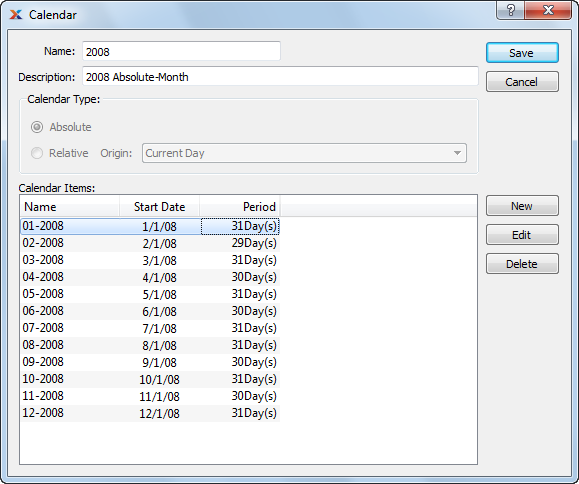 Calendar
Name: 2008
Save
Description: 2008 Absolute-Month
Cancel
Calendar Type:
Absolute
Relative Origin: Current Day
Calendar Items:
Name Start Date Period
New
01-2008 1/1/08 31Day(s)
02-2008 2/1/08 29Day(s)
Edit
03-2008 3/1/08 31Day(s)
Delete
04-2008 4/1/08 30Day(s)
05-2008 5/1/08 31Day(s)
06-2008 6/1/08 30Day(s)
07-2008 7/1/08 31Day(s)
08-2008 8/1/08 31Day(s)
09-2008 9/1/08 30Day(s)
10-2008 10/1/08 31Day(s)
11-2008 11/1/08 30Day(s)
12-2008 12/1/08 31Day(s)